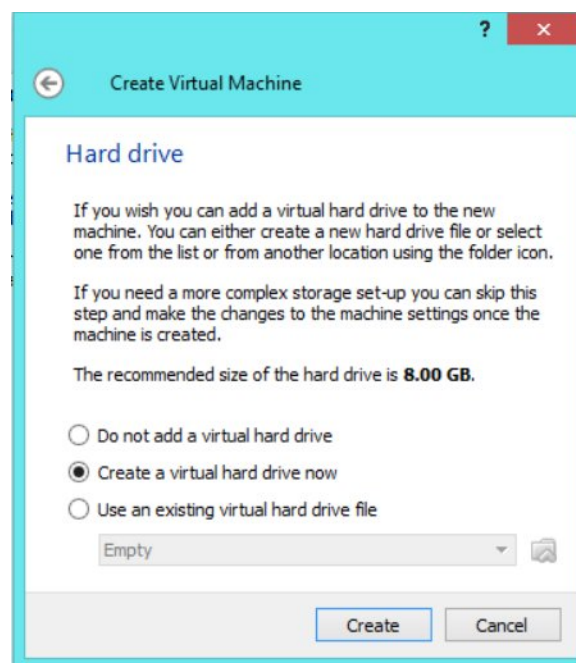 ?
Create Virtual Machine
Hard drive
If you wish you can add a virtual hard drive to the new
machine. You can either create a new hard drive file or select
one from the list or from another location using the folder icon.
If you need a more complex storage set-up you can skip this
step and make the changes to the machine settings once the
machine is created.
The recommended size of the hard drive is 8.00 GB.
Do not add a virtual hard drive
Create a virtual hard drive now
Use an existing virtual hard drive file
Empty
Create Cancel